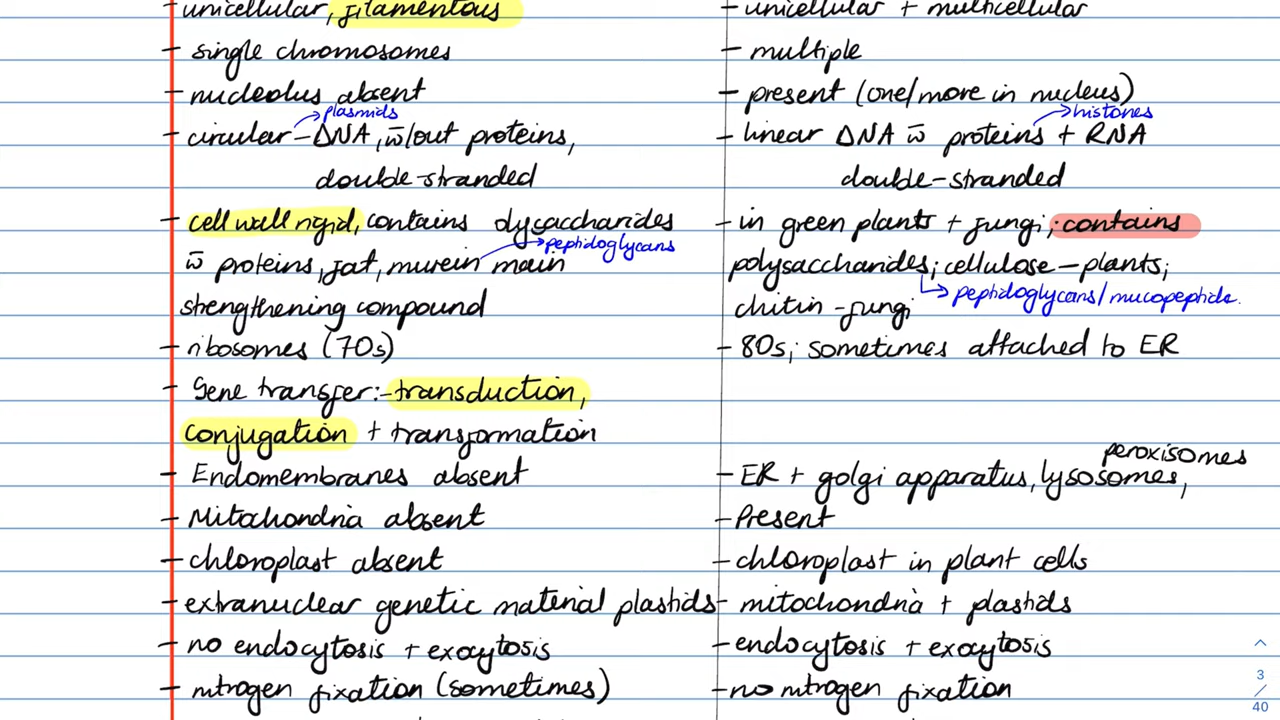 unicellular, filamentous
- single chromosomes
- nucleolus absent
plasmids
- circular - DNA, w̄/out proteins,
double-stranded
- cell wall rigid, contains dysaccharides
peptidoglycans
w̄ proteins, fat, murein main
strengthening compound
- ribosomes (70s)
- Gene transfer:- transduction,
conjugation + transformation
- Endomembranes absent
- Mitochondria absent
- chloroplast absent
- extranuclear genetic material plastids
- no endocytosis + exocytosis
- nitrogen fixation (sometimes)
- unicellular + multicellular
- multiple
- present (one/more in nucleus)
histones
- linear DNA w̄ proteins + RNA
double-stranded
- in green plants + fungi; contains
polysaccharides; cellulose - plants;
peptidoglycans/mucopeptide.
chitin - fungi
- 80s; sometimes attached to ER
peroxisomes
- ER + golgi apparatus, lysosomes,
- Present
- chloroplast in plant cells
- mitochondria + plastids
- endocytosis + exocytosis
- no nitrogen fixation
3
/
40